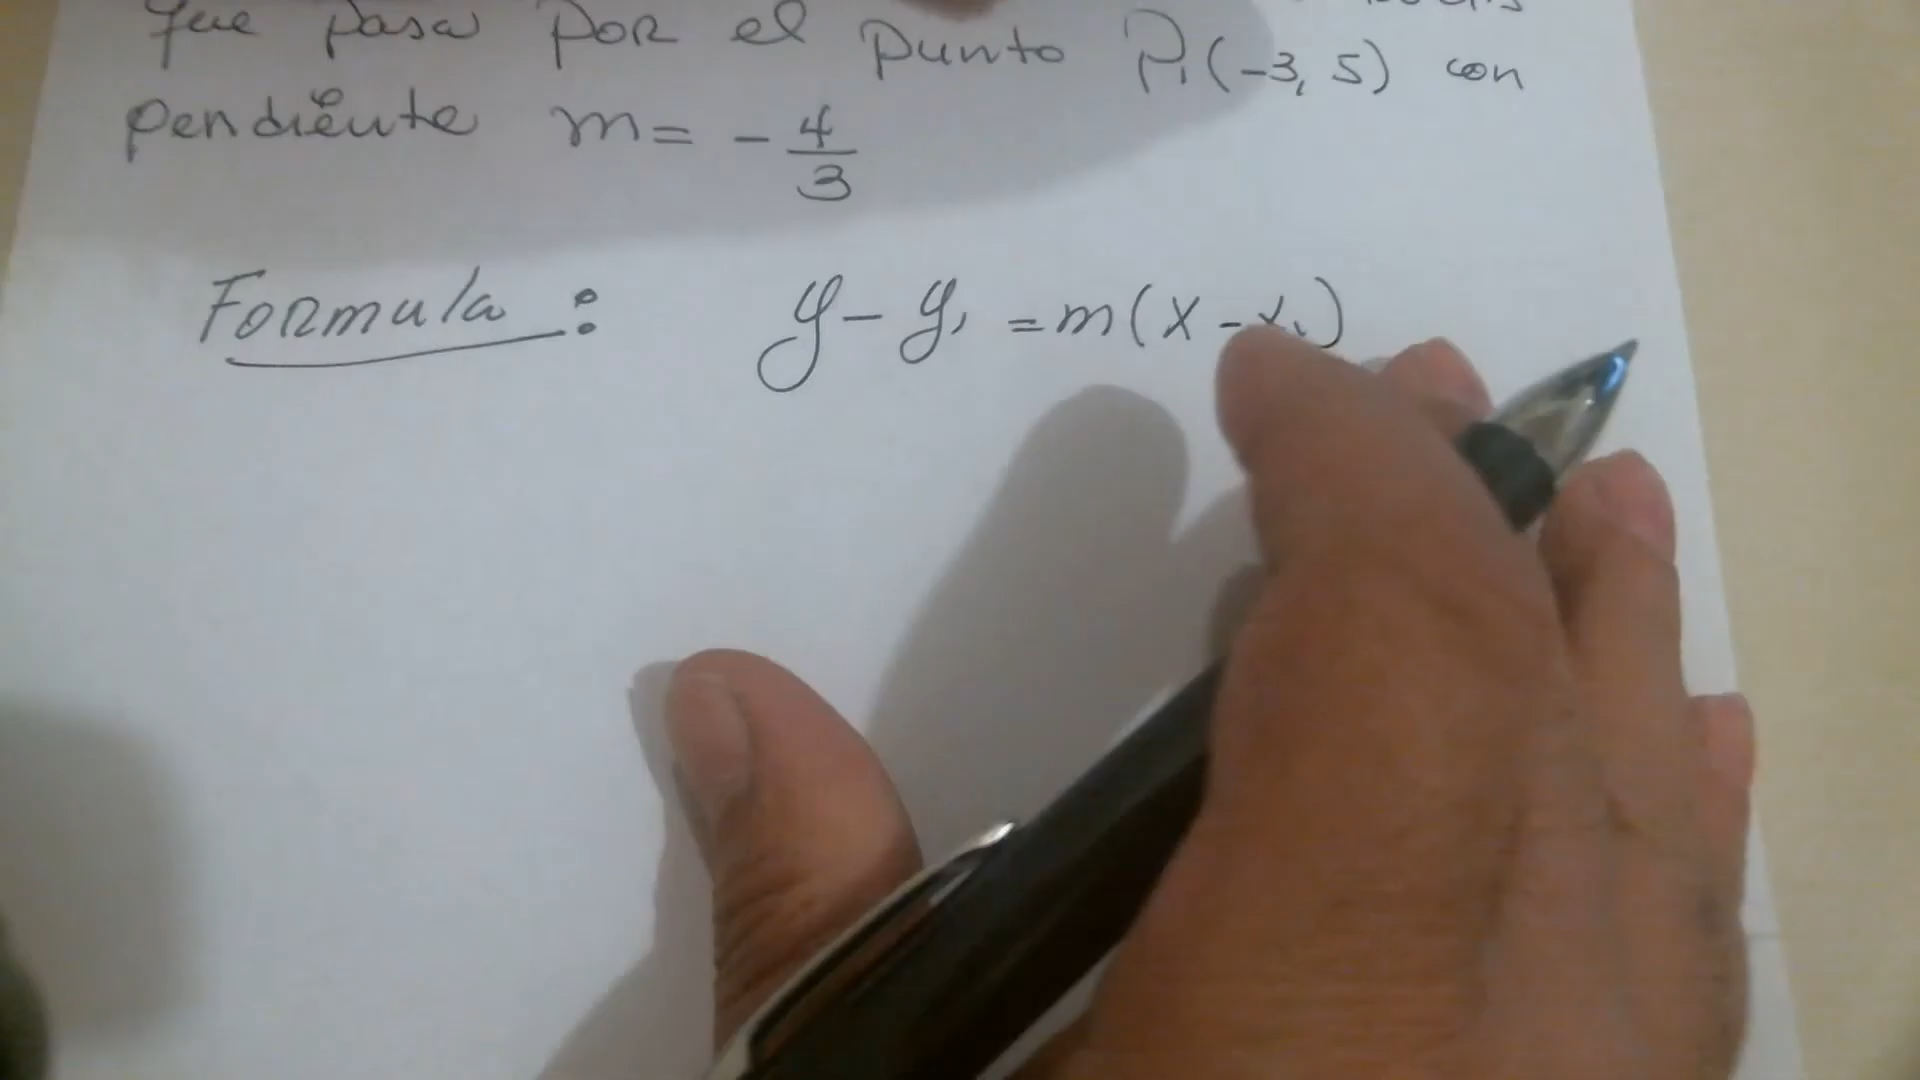 que pasa por el punto P₁(-3, 5) con
pendiente m = - 4/3
Formula : y - y₁ = m(x - x₁)